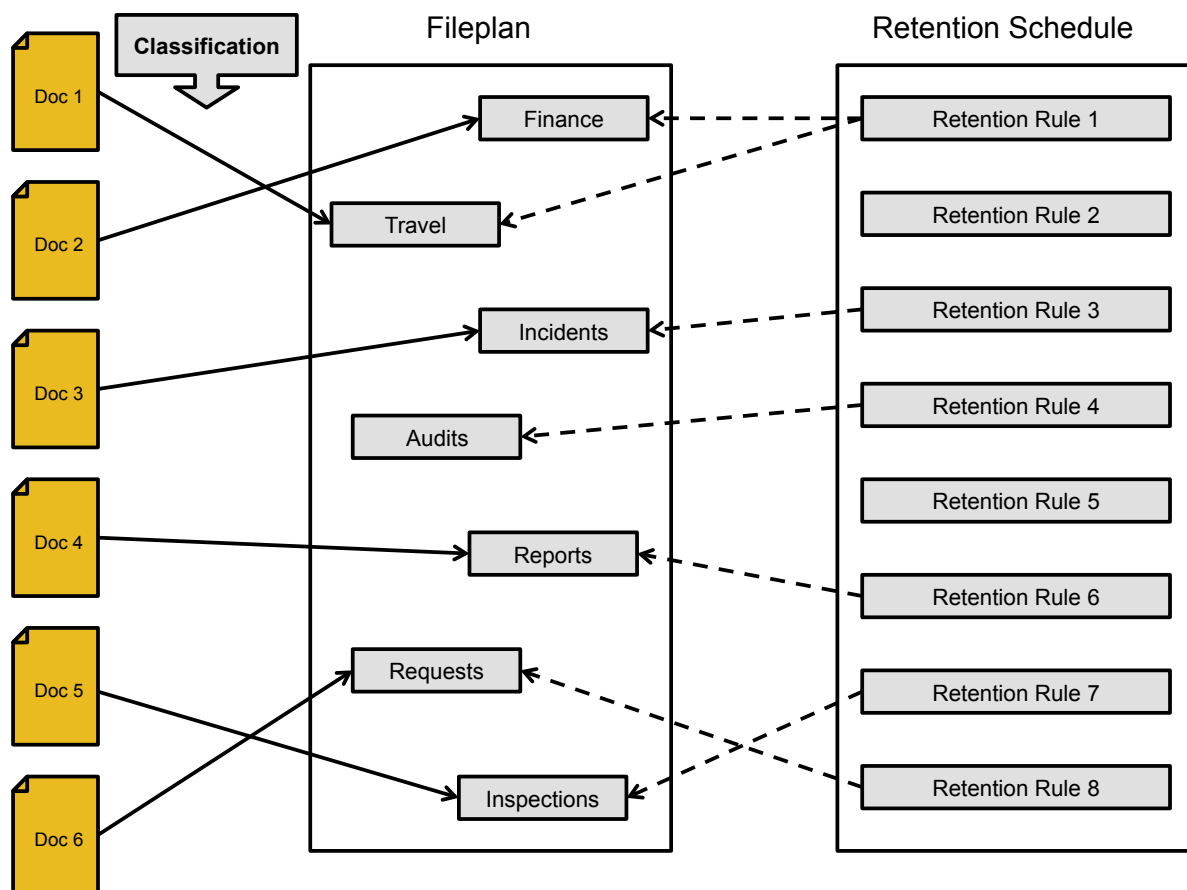 Fileplan
Retention Schedule
Classification
Doc 1
Doc 2
Doc 3
Doc 4
Doc 5
Doc 6
Finance
Travel
Incidents
Audits
Reports
Requests
Inspections
Retention Rule 1
Retention Rule 2
Retention Rule 3
Retention Rule 4
Retention Rule 5
Retention Rule 6
Retention Rule 7
Retention Rule 8